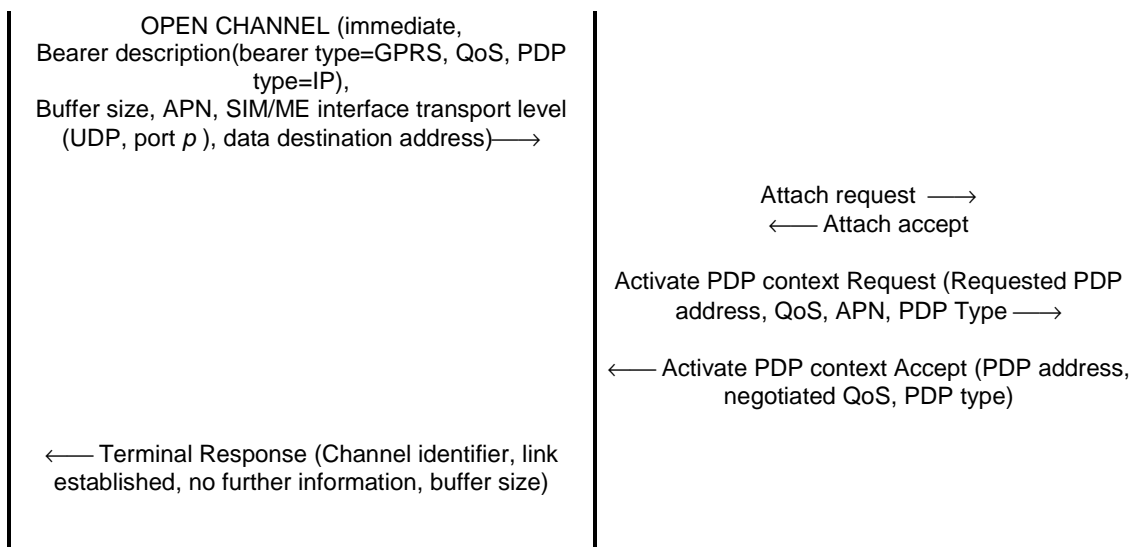 OPEN CHANNEL (immediate,
Bearer description(bearer type=GPRS, QoS, PDP
type=IP),
Buffer size, APN, SIM/ME interface transport level
(UDP, port p ), data destination address)⟶
Attach request ⟶
⟵ Attach accept
Activate PDP context Request (Requested PDP
address, QoS, APN, PDP Type ⟶
⟵ Activate PDP context Accept (PDP address,
negotiated QoS, PDP type)
⟵ Terminal Response (Channel identifier, link
established, no further information, buffer size)